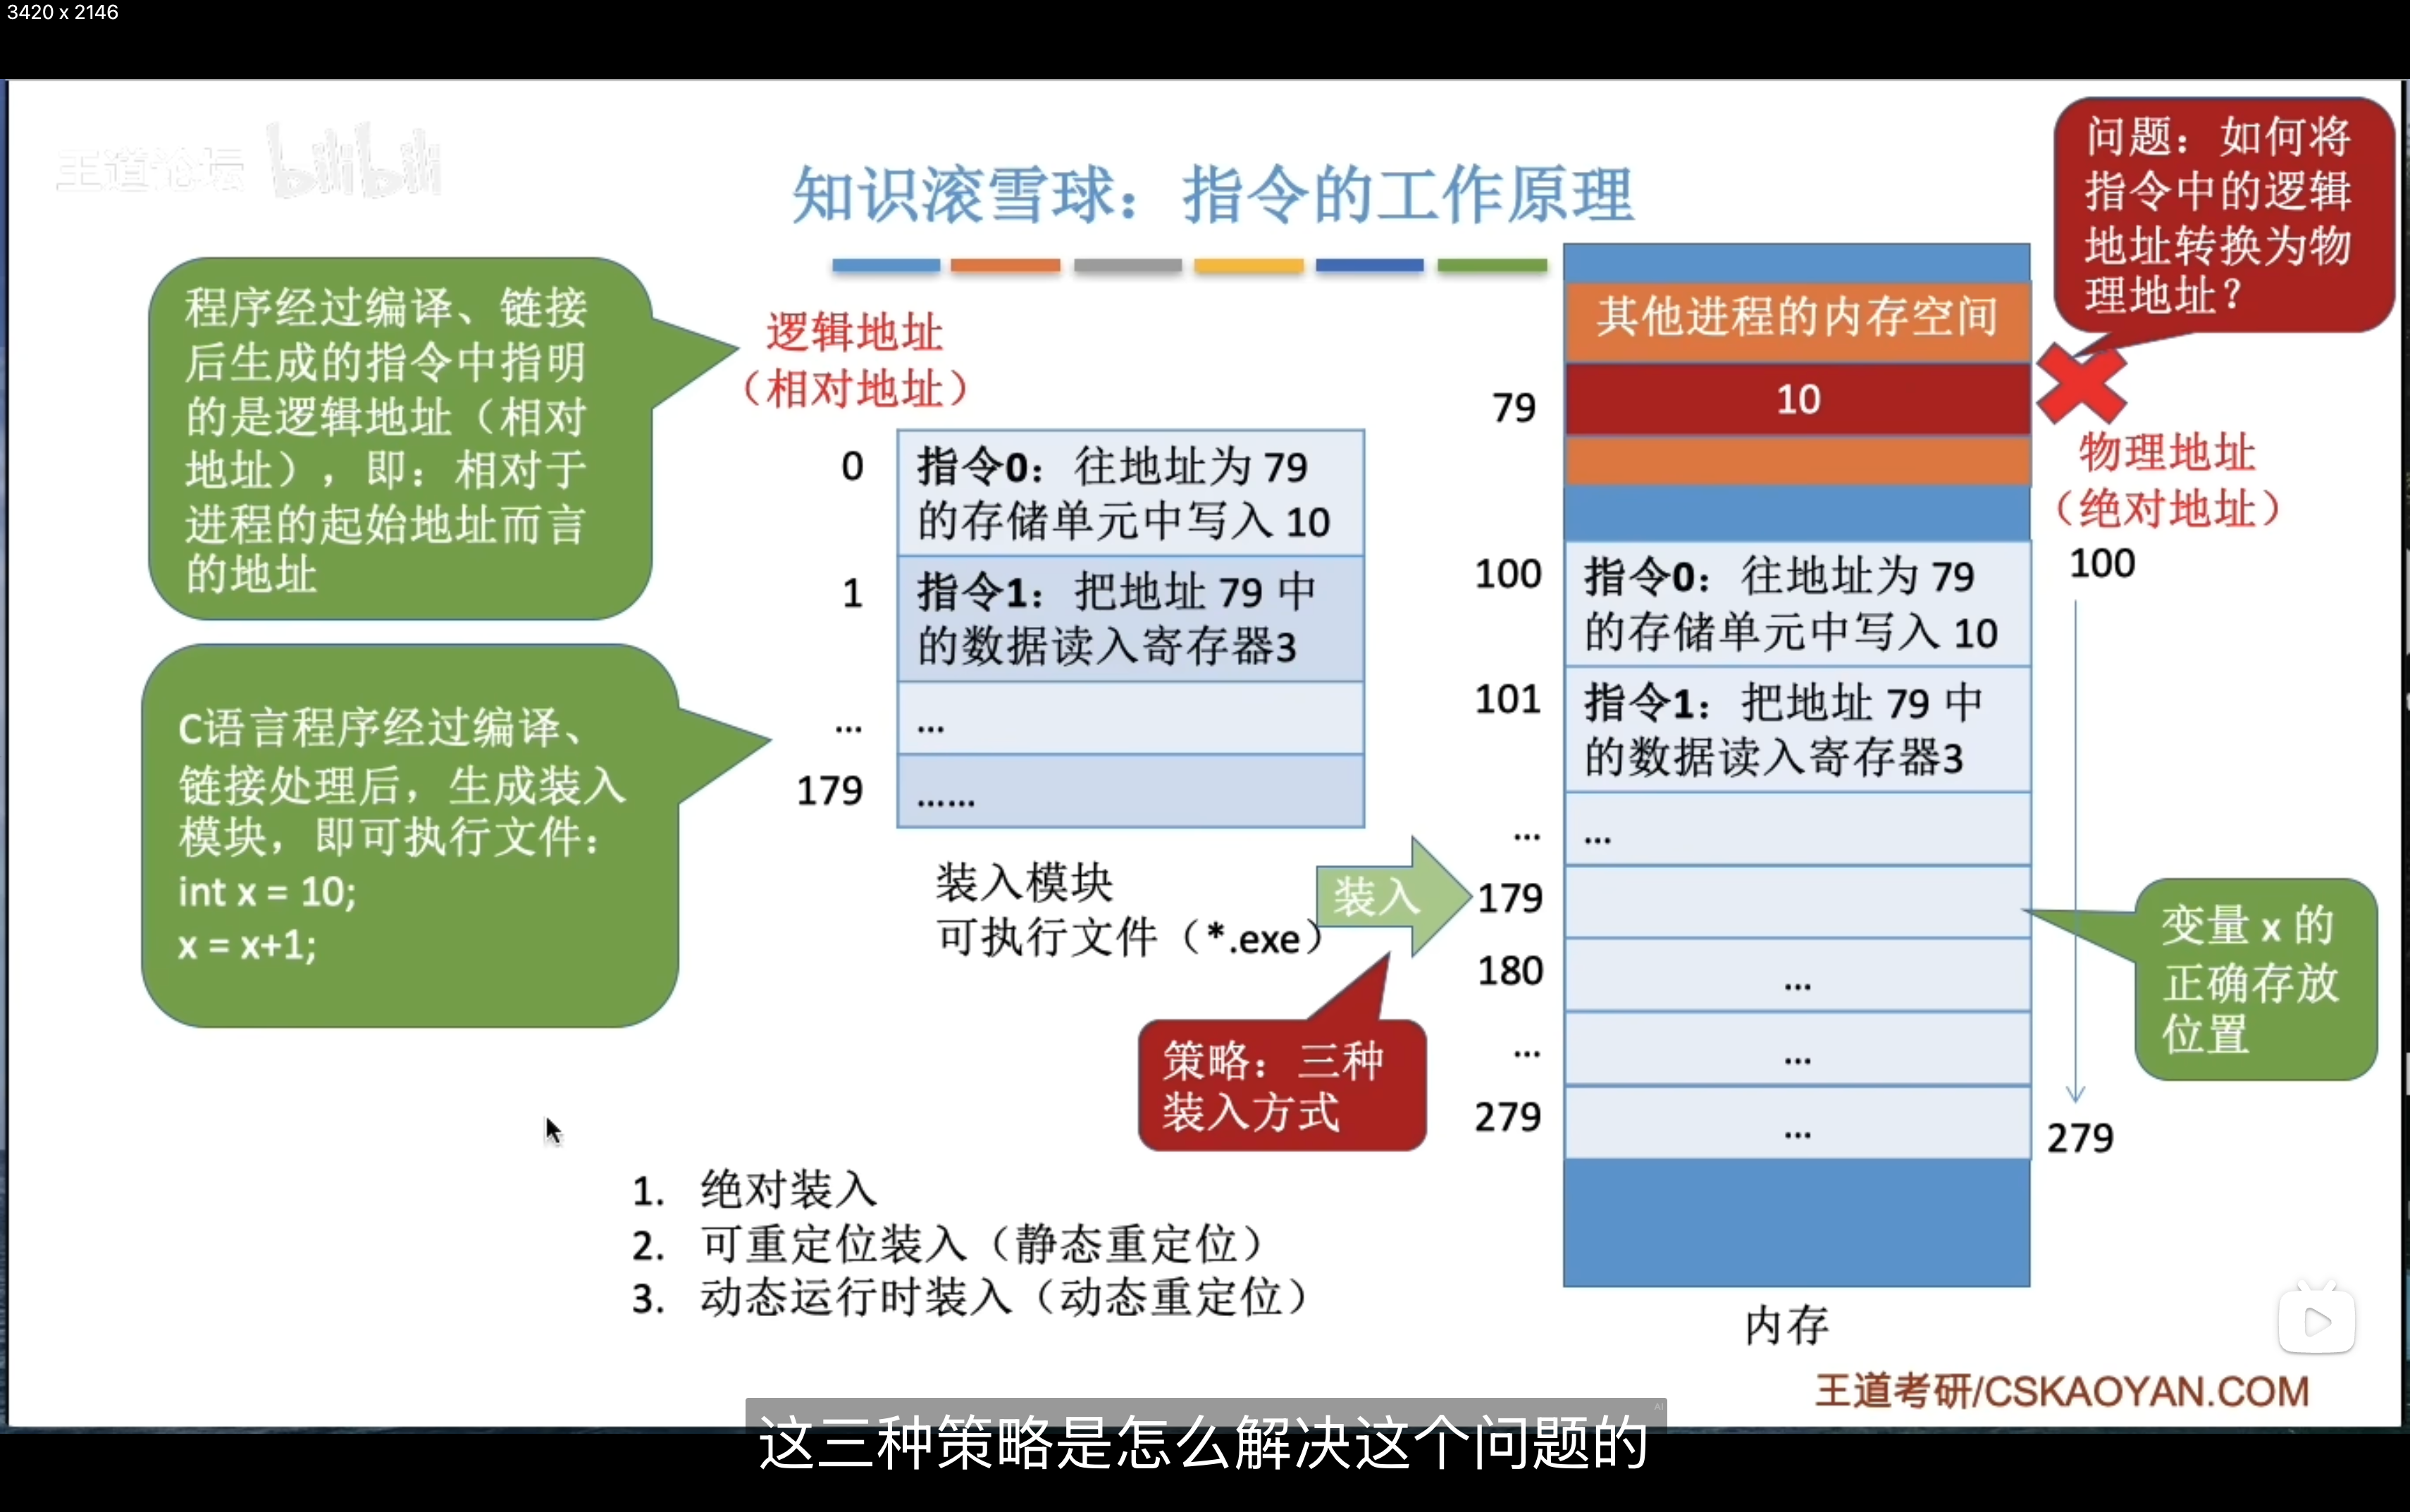 3420 x 2146
王道论坛 bilibili
知识滚雪球：指令的工作原理
问题：如何将
指令中的逻辑
地址转换为物
理地址？
程序经过编译、链接
后生成的指令中指明
的是逻辑地址（相对
地址），即：相对于
进程的起始地址而言
的地址
C语言程序经过编译、
链接处理后，生成装入
模块，即可执行文件：
int x = 10;
x = x+1;
逻辑地址
（相对地址）
0
指令0：往地址为 79
的存储单元中写入 10
1
指令1：把地址 79 中
的数据读入寄存器3
...
...
179
......
装入模块
可执行文件（*.exe）
装入
策略：三种
装入方式
1. 绝对装入
2. 可重定位装入（静态重定位）
3. 动态运行时装入（动态重定位）
其他进程的内存空间
79
10
物理地址
（绝对地址）
100
指令0：往地址为 79
的存储单元中写入 10
101
指令1：把地址 79 中
的数据读入寄存器3
...
...
179
180
...
...
...
279
...
100
279
变量 x 的
正确存放
位置
内存
王道考研/CSKAOYAN.COM
AI
这三种策略是怎么解决这个问题的